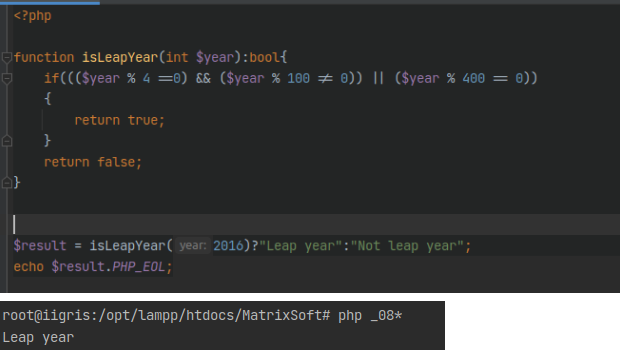 <?php
function isLeapYear(int $year):bool{
if((($year % 4 ==0) && ($year % 100 != 0)) || ($year % 400 == 0))
{
return true;
}
return false;
}
$result = isLeapYear( year: 2016)?"Leap year":"Not leap year";
echo $result.PHP_EOL;
root@iigris:/opt/lampp/htdocs/MatrixSoft# php _08*
Leap year